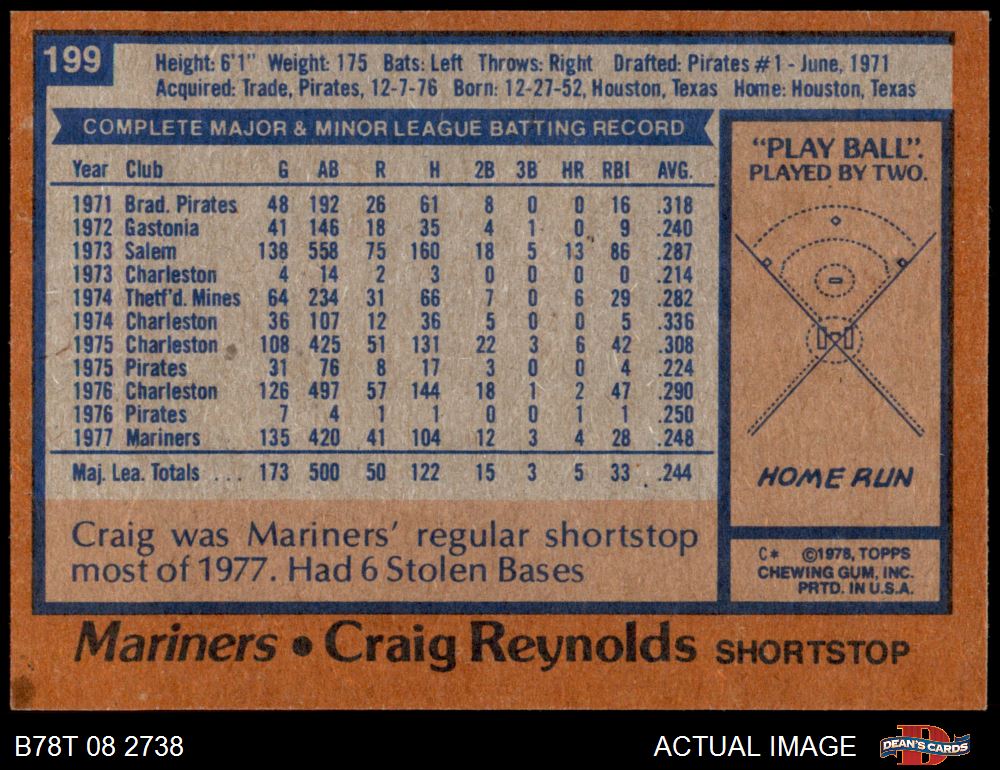 199
Height: 6'1" Weight: 175 Bats: Left Throws: Right Drafted: Pirates #1 - June, 1971
Acquired: Trade, Pirates, 12-7-76 Born: 12-27-52, Houston, Texas Home: Houston, Texas
COMPLETE MAJOR & MINOR LEAGUE BATTING RECORD
Year Club G AB R H 2B 3B HR RBI AVG.
1971 Brad. Pirates 48 192 26 61 8 0 0 16 .318
1972 Gastonia 41 146 18 35 4 1 0 9 .240
1973 Salem 138 558 75 160 18 5 13 86 .287
1973 Charleston 4 14 2 3 0 0 0 0 .214
1974 Thetf'd. Mines 64 234 31 66 7 0 6 29 .282
1974 Charleston 36 107 12 36 5 0 0 5 .336
1975 Charleston 108 425 51 131 22 3 6 42 .308
1975 Pirates 31 76 8 17 3 0 0 4 .224
1976 Charleston 126 497 57 144 18 1 2 47 .290
1976 Pirates 7 4 1 1 0 0 1 1 .250
1977 Mariners 135 420 41 104 12 3 4 28 .248
Maj. Lea. Totals ... 173 500 50 122 15 3 5 33 .244
Craig was Mariners' regular shortstop
most of 1977. Had 6 Stolen Bases
"PLAY BALL".
PLAYED BY TWO.
HOME RUN
C* ©1978, TOPPS
CHEWING GUM, INC.
PRTD. IN U.S.A.
Mariners • Craig Reynolds SHORTSTOP
B78T 08 2738
ACTUAL IMAGE
D
DEAN'S CARDS